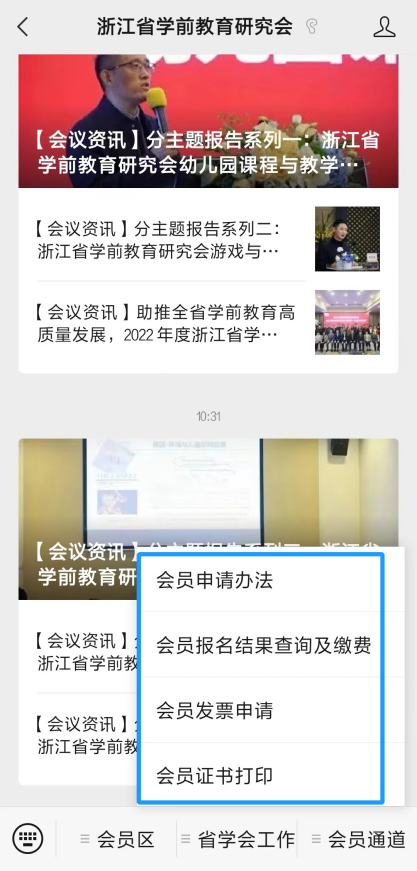 浙江省学前教育研究会
【会议资讯】分主题报告系列一：浙江省
学前教育研究会幼儿园课程与教学…
【会议资讯】分主题报告系列二：
浙江省学前教育研究会游戏与…
【会议资讯】助推全省学前教育高
质量发展，2022年度浙江省学…
10:31
【会议资讯】
学前教育研
会员申请办法
【会议资讯】
浙江省学前教
会员报名结果查询及缴费
会员发票申请
【会议资讯】
浙江省学前教
会员证书打印
会员区
省学会工作
会员通道